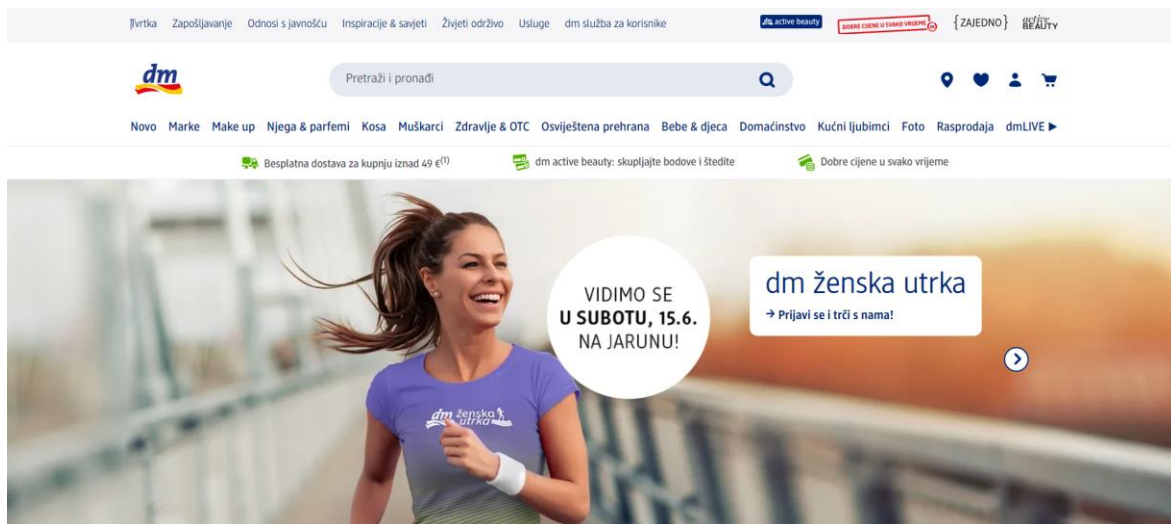 Tvrtka Zapošljavanje Odnosi s javnošću Inspiracije & savjeti Živjeti održivo Usluge dm služba za korisnike
dm active beauty DOBRE CIJENE U SVAKO VRIJEME {ZAJEDNO} active BEAUTY
dm
Pretraži i pronađi
Novo Marke Make up Njega & parfemi Kosa Muškarci Zdravlje & OTC Osviještena prehrana Bebe & djeca Domaćinstvo Kućni ljubimci Foto Rasprodaja dmLIVE
Besplatna dostava za kupnju iznad 49 €(1) dm active beauty: skupljajte bodove i štedite Dobre cijene u svako vrijeme
VIDIMO SE
U SUBOTU, 15.6.
NA JARUNU!
dm ženska utrka
→ Prijavi se i trči s nama!
dm ženska
utrka